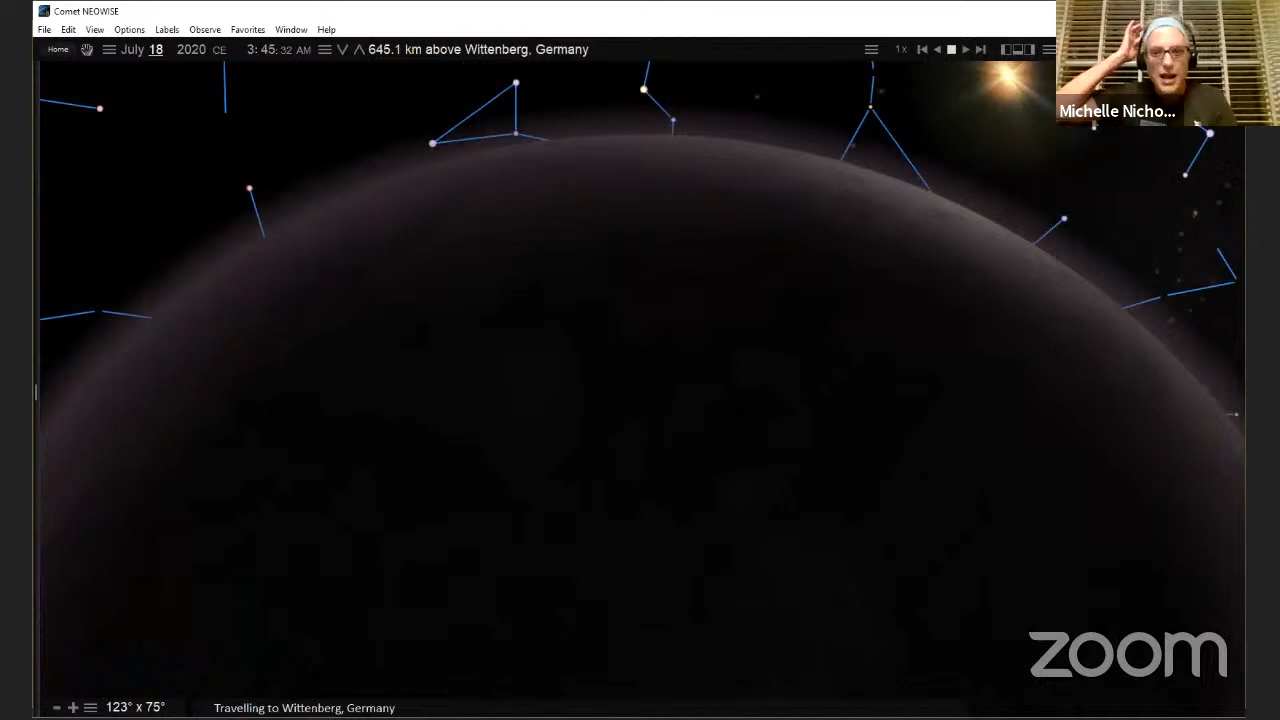 Comet NEOWISE
File Edit View Options Labels Observe Favorites Window Help
Home July 18 2020 CE 3:45:32 AM 645.1 km above Wittenberg, Germany 1x
Michelle Nicho...
zoom
123° x 75° Travelling to Wittenberg, Germany